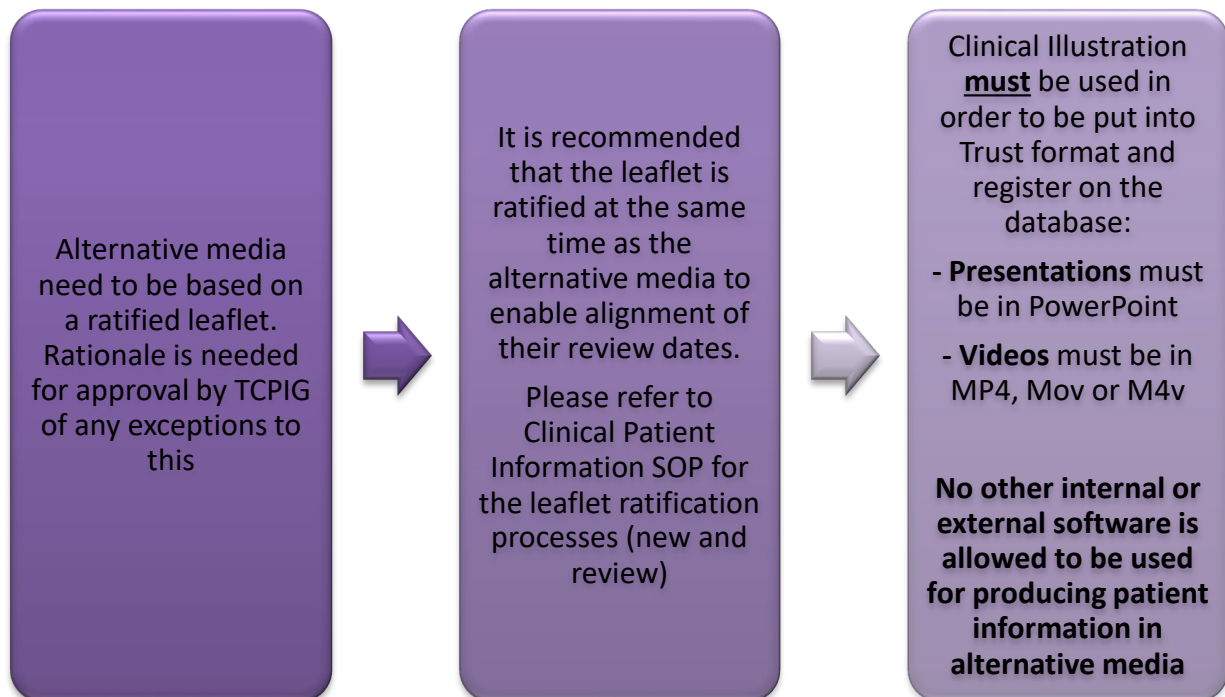 Alternative media
need to be based on
a ratified leaflet.
Rationale is needed
for approval by TCPIG
of any exceptions to
this
It is recommended
that the leaflet is
ratified at the same
time as the
alternative media to
enable alignment of
their review dates.
Please refer to
Clinical Patient
Information SOP for
the leaflet ratification
processes (new and
review)
Clinical Illustration
must be used in
order to be put into
Trust format and
register on the
database:
- Presentations must
be in PowerPoint
- Videos must be in
MP4, Mov or M4v
No other internal or
external software is
allowed to be used
for producing patient
information in
alternative media